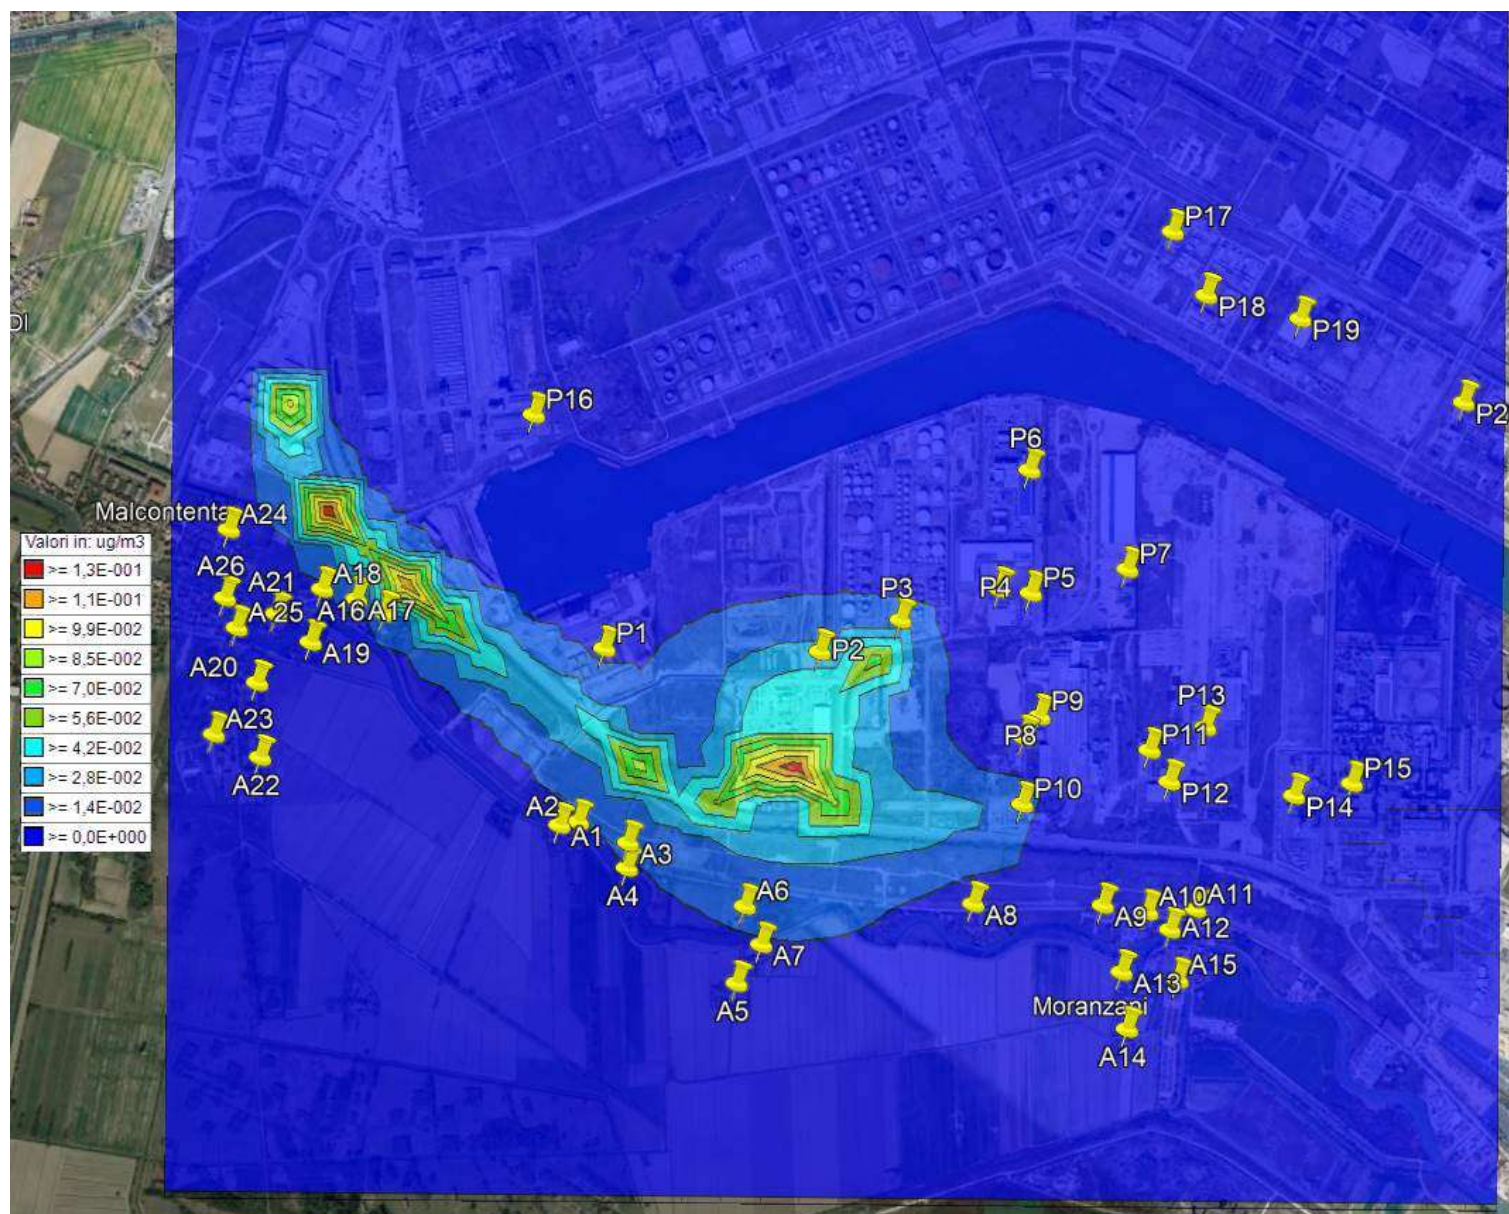 P17
P18
P19
DI
P16
P2
P6
Malcontenta
A24
Valori in: ug/m3
>= 1,3E-001
>= 1,1E-001
>= 9,9E-002
>= 8,5E-002
>= 7,0E-002
>= 5,6E-002
>= 4,2E-002
>= 2,8E-002
>= 1,4E-002
>= 0,0E+000
P7
A26
A21
A18
P4
P5
P3
A25
A16
A17
P1
A19
P2
A20
A23
P9
P13
P8
P11
A22
P15
P10
P12
P14
A2
A1
A3
A4
A6
A8
A9
A10
A11
A12
A7
A13
A15
A5
Moranzani
A14